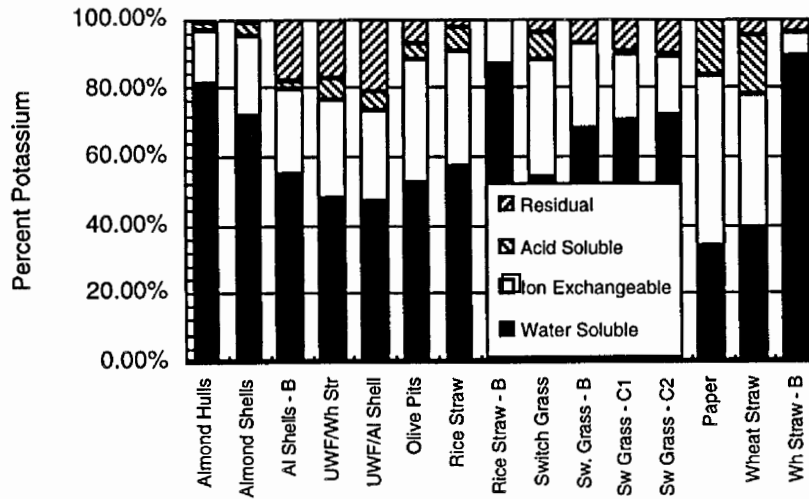 100.00%
80.00%
60.00%
40.00%
20.00%
0.00%
Percent Potassium
Residual
Acid Soluble
Ion Exchangeable
Water Soluble
Almond Hulls
Almond Shells
Al Shells - B
UWF/Wh Str
UWF/Al Shell
Olive Pits
Rice Straw
Rice Straw - B
Switch Grass
Sw. Grass - B
Sw Grass - C1
Sw Grass - C2
Paper
Wheat Straw
Wh Straw - B